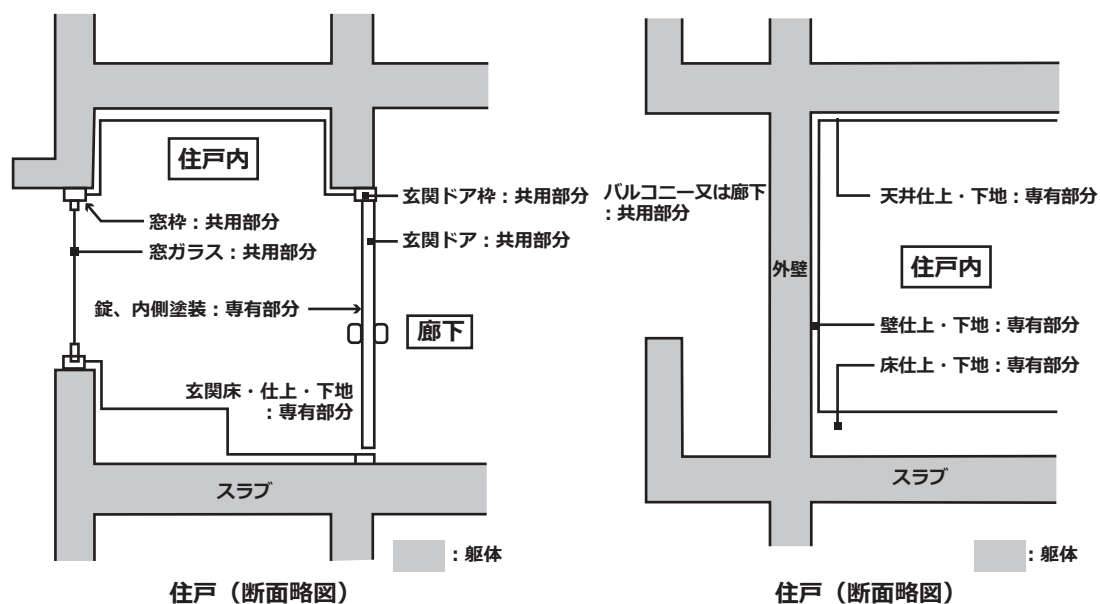 住戸内
窓枠：共用部分
窓ガラス：共用部分
錠、内側塗装：専有部分
玄関床・仕上・下地
：専有部分
玄関ドア枠：共用部分
玄関ドア：共用部分
廊下
スラブ
：躯体
住戸（断面略図）
バルコニー又は廊下
：共用部分
外壁
天井仕上・下地：専有部分
住戸内
壁仕上・下地：専有部分
床仕上・下地：専有部分
スラブ
：躯体
住戸（断面略図）